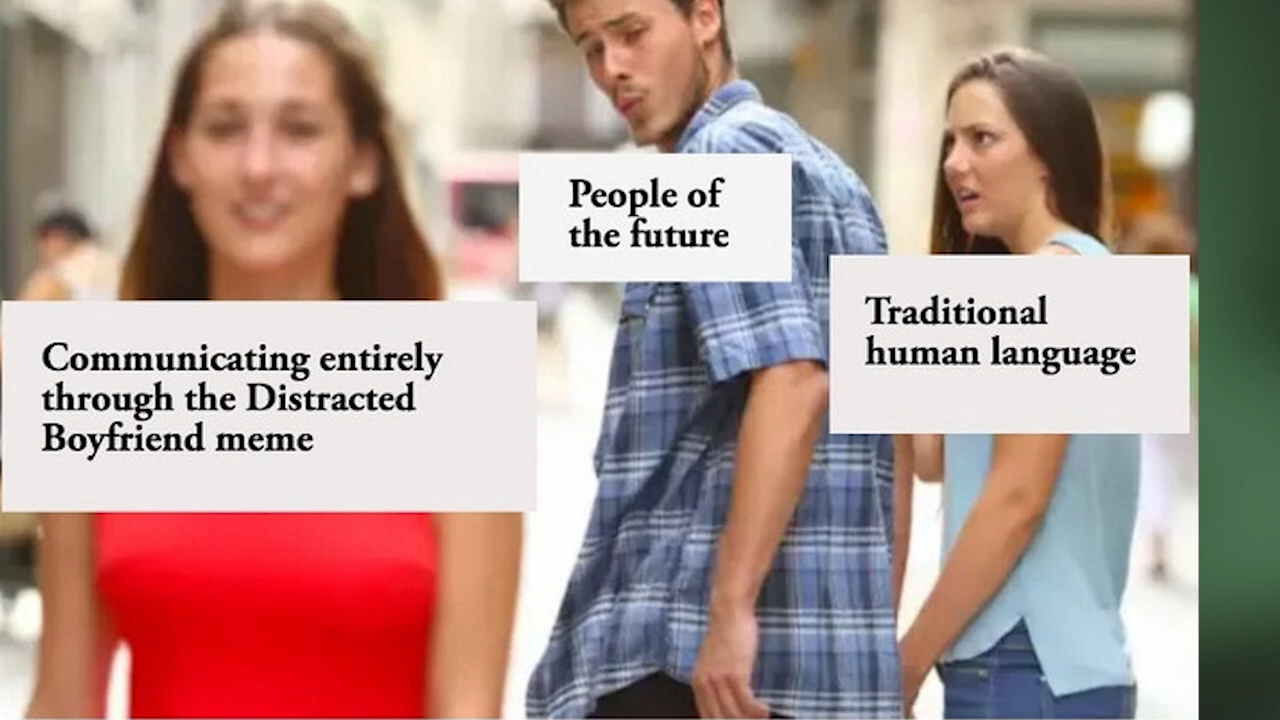 Communicating entirely
through the Distracted
Boyfriend meme
People of
the future
Traditional
human language